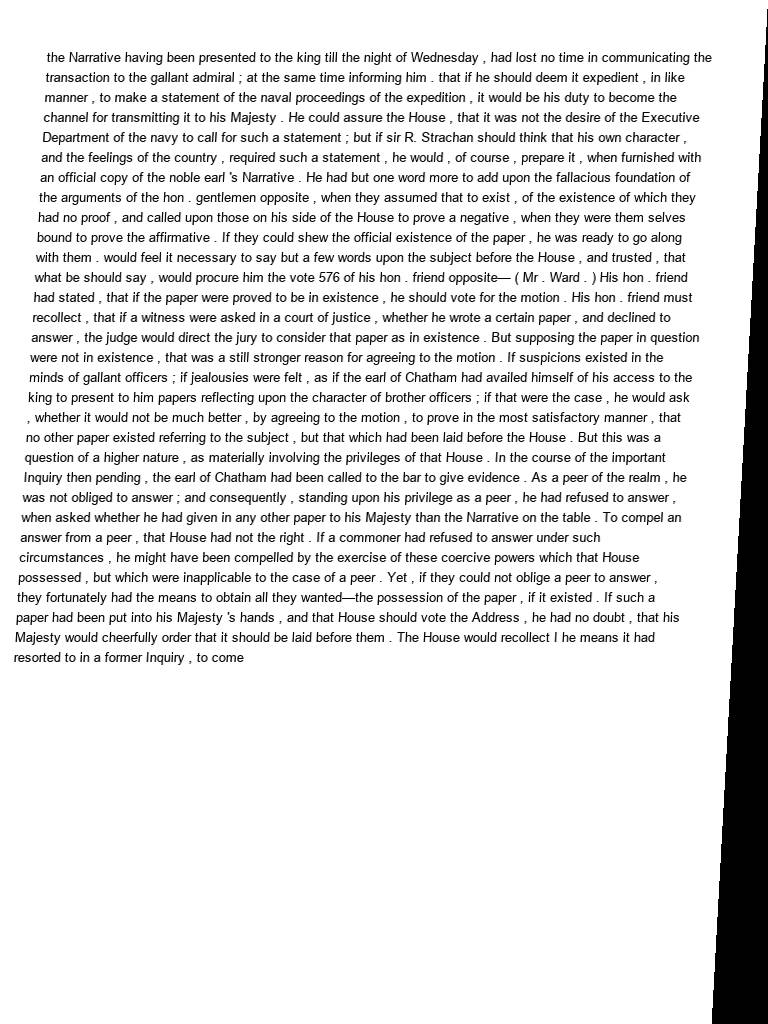 the Narrative having been presented to the king till the night of Wednesday , had lost no time in communicating the
transaction to the gallant admiral ; at the same time informing him . that if he should deem it expedient , in like
manner , to make a statement of the naval proceedings of the expedition , it would be his duty to become the
channel for transmitting it to his Majesty . He could assure the House , that it was not the desire of the Executive
Department of the navy to call for such a statement ; but if sir R. Strachan should think that his own character ,
and the feelings of the country , required such a statement , he would , of course , prepare it , when furnished with
an official copy of the noble earl 's Narrative . He had but one word more to add upon the fallacious foundation of
the arguments of the hon . gentlemen opposite , when they assumed that to exist , of the existence of which they
had no proof , and called upon those on his side of the House to prove a negative , when they were them selves
bound to prove the affirmative . If they could shew the official existence of the paper , he was ready to go along
with them . would feel it necessary to say but a few words upon the subject before the House , and trusted , that
what be should say , would procure him the vote 576 of his hon . friend opposite— ( Mr . Ward . ) His hon . friend
had stated , that if the paper were proved to be in existence , he should vote for the motion . His hon . friend must
recollect , that if a witness were asked in a court of justice , whether he wrote a certain paper , and declined to
answer , the judge would direct the jury to consider that paper as in existence . But supposing the paper in question
were not in existence , that was a still stronger reason for agreeing to the motion . If suspicions existed in the
minds of gallant officers ; if jealousies were felt , as if the earl of Chatham had availed himself of his access to the
king to present to him papers reflecting upon the character of brother officers ; if that were the case , he would ask
, whether it would not be much better , by agreeing to the motion , to prove in the most satisfactory manner , that
no other paper existed referring to the subject , but that which had been laid before the House . But this was a
question of a higher nature , as materially involving the privileges of that House . In the course of the important
Inquiry then pending , the earl of Chatham had been called to the bar to give evidence . As a peer of the realm , he
was not obliged to answer ; and consequently , standing upon his privilege as a peer , he had refused to answer ,
when asked whether he had given in any other paper to his Majesty than the Narrative on the table . To compel an
answer from a peer , that House had not the right . If a commoner had refused to answer under such
circumstances , he might have been compelled by the exercise of these coercive powers which that House
possessed , but which were inapplicable to the case of a peer . Yet , if they could not oblige a peer to answer ,
they fortunately had the means to obtain all they wanted—the possession of the paper , if it existed . If such a
paper had been put into his Majesty 's hands , and that House should vote the Address , he had no doubt , that his
Majesty would cheerfully order that it should be laid before them . The House would recollect I he means it had
resorted to in a former Inquiry , to come